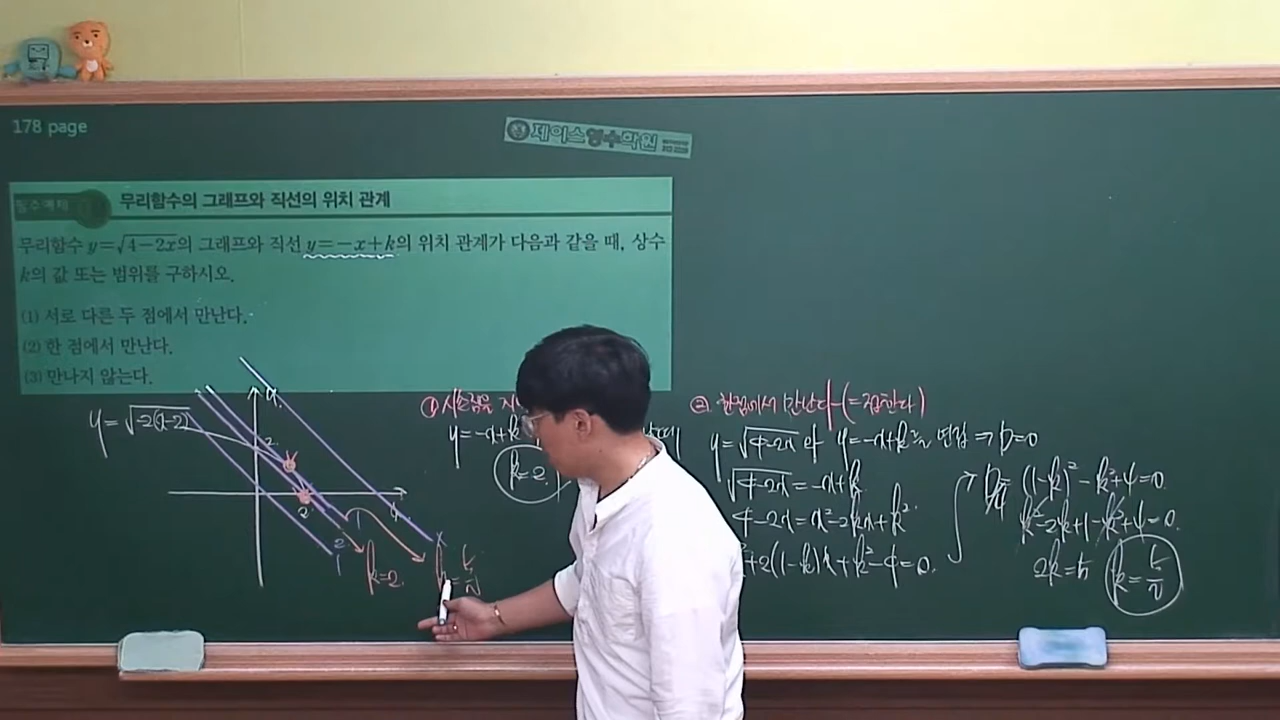 178 page
제이스영수학원
필수예제
무리함수의 그래프와 직선의 위치 관계
무리함수 y=√4-2x의 그래프와 직선 y=-x+k의 위치 관계가 다음과 같을 때, 상수
k의 값 또는 범위를 구하시오.
(1) 서로 다른 두 점에서 만난다.
(2) 한 점에서 만난다.
(3) 만나지 않는다.
y=√-2(x-2)
2
2
4
1
2
1
k=2
①
y=-x+k
k=2.
② 한점에서 만난다 (=접한다)
y=√4-2x 와 y=-x+k 연립 ⇒ D=0
√4-2x=-x+k
4-2x=x²-2kx+k²
+2(1-k)x+k²-4=0.
D/4 (1-k)²-k²+4=0.
k²-2k+1-k²+4=0.
2k=5
k=5/2